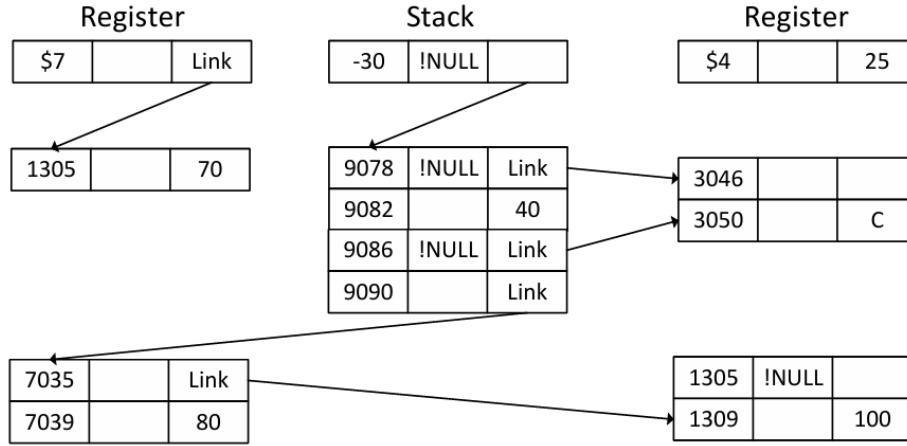 Register Stack Register
$7 Link -30 !NULL $4 25
1305 70
9078 !NULL Link
9082 40
9086 !NULL Link
9090 Link
3046
3050 C
7035 Link
7039 80
1305 !NULL
1309 100